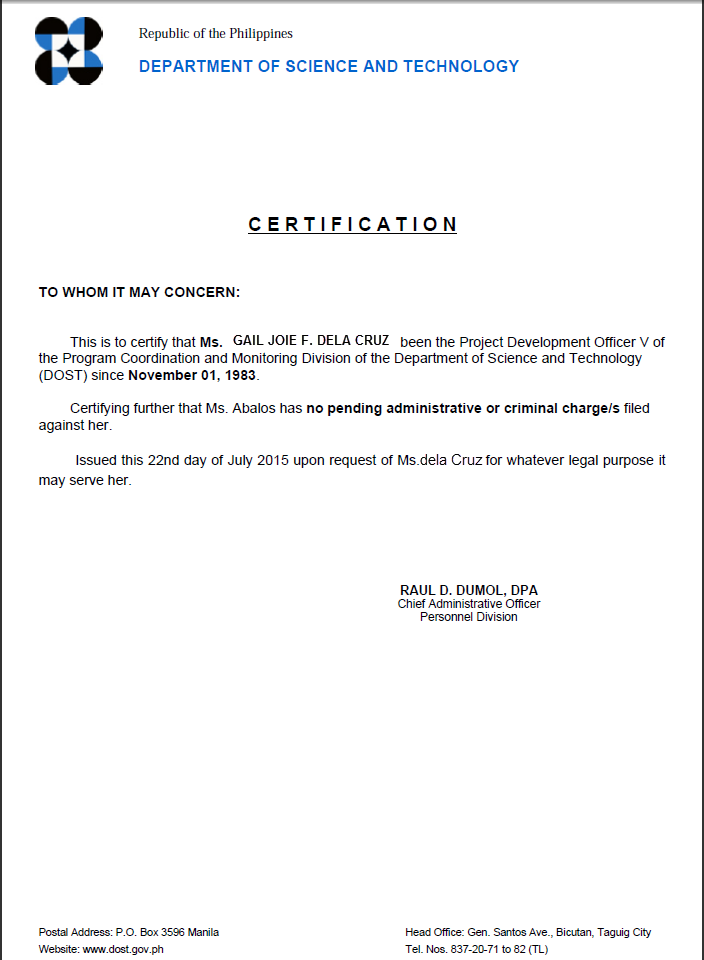 Republic of the Philippines
DEPARTMENT OF SCIENCE AND TECHNOLOGY
CERTIFICATION
TO WHOM IT MAY CONCERN:
This is to certify that Ms. GAIL JOIE F. DELA CRUZ been the Project Development Officer V of
the Program Coordination and Monitoring Division of the Department of Science and Technology
(DOST) since November 01, 1983.
Certifying further that Ms. Abalos has no pending administrative or criminal charge/s filed
against her.
Issued this 22nd day of July 2015 upon request of Ms.dela Cruz for whatever legal purpose it
may serve her.
RAUL D. DUMOL, DPA
Chief Administrative Officer
Personnel Division
Postal Address: P.O. Box 3596 Manila
Head Office: Gen. Santos Ave., Bicutan, Taguig City
Website: www.dost.gov.ph
Tel. Nos. 837-20-71 to 82 (TL)